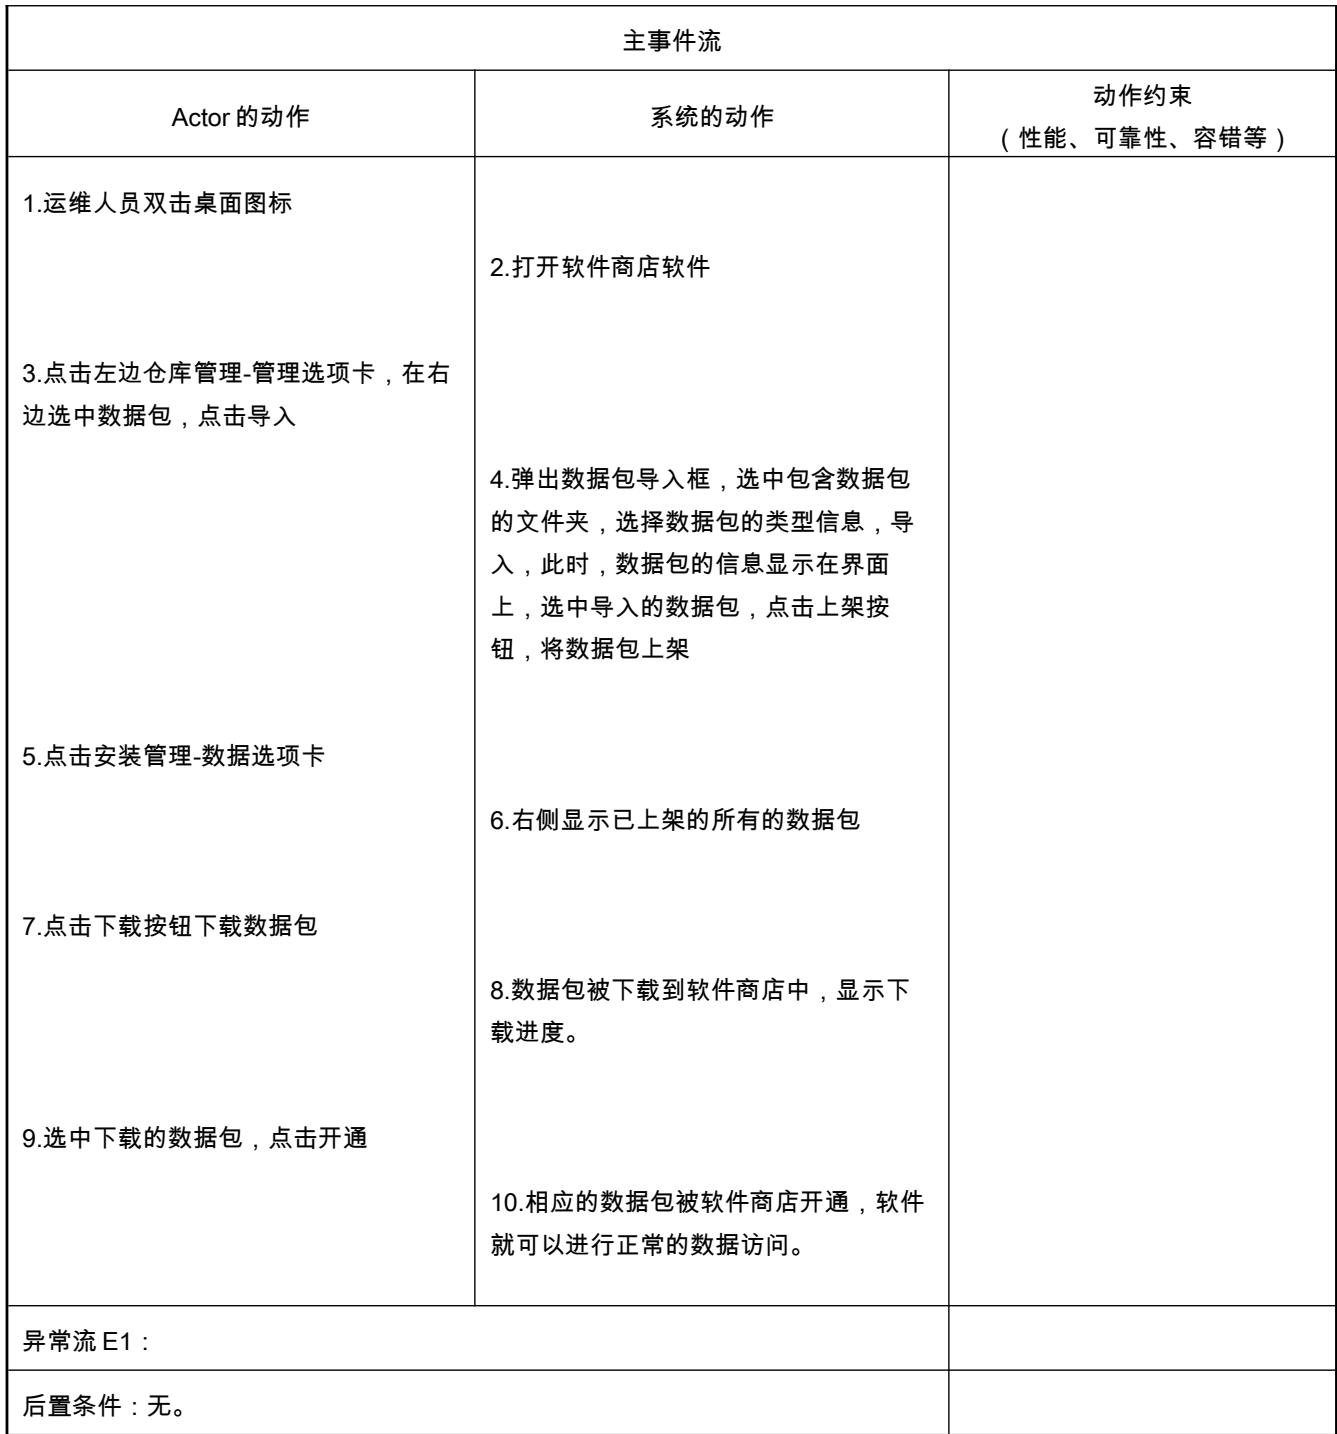 主事件流
Actor 的动作
系统的动作
动作约束
（性能、可靠性、容错等）
1.运维人员双击桌面图标
2.打开软件商店软件
3.点击左边仓库管理-管理选项卡，在右
边选中数据包，点击导入
4.弹出数据包导入框，选中包含数据包
的文件夹，选择数据包的类型信息，导
入，此时，数据包的信息显示在界面
上，选中导入的数据包，点击上架按
钮，将数据包上架
5.点击安装管理-数据选项卡
6.右侧显示已上架的所有的数据包
7.点击下载按钮下载数据包
8.数据包被下载到软件商店中，显示下
载进度。
9.选中下载的数据包，点击开通
10.相应的数据包被软件商店开通，软件
就可以进行正常的数据访问。
异常流 E1：
后置条件：无。